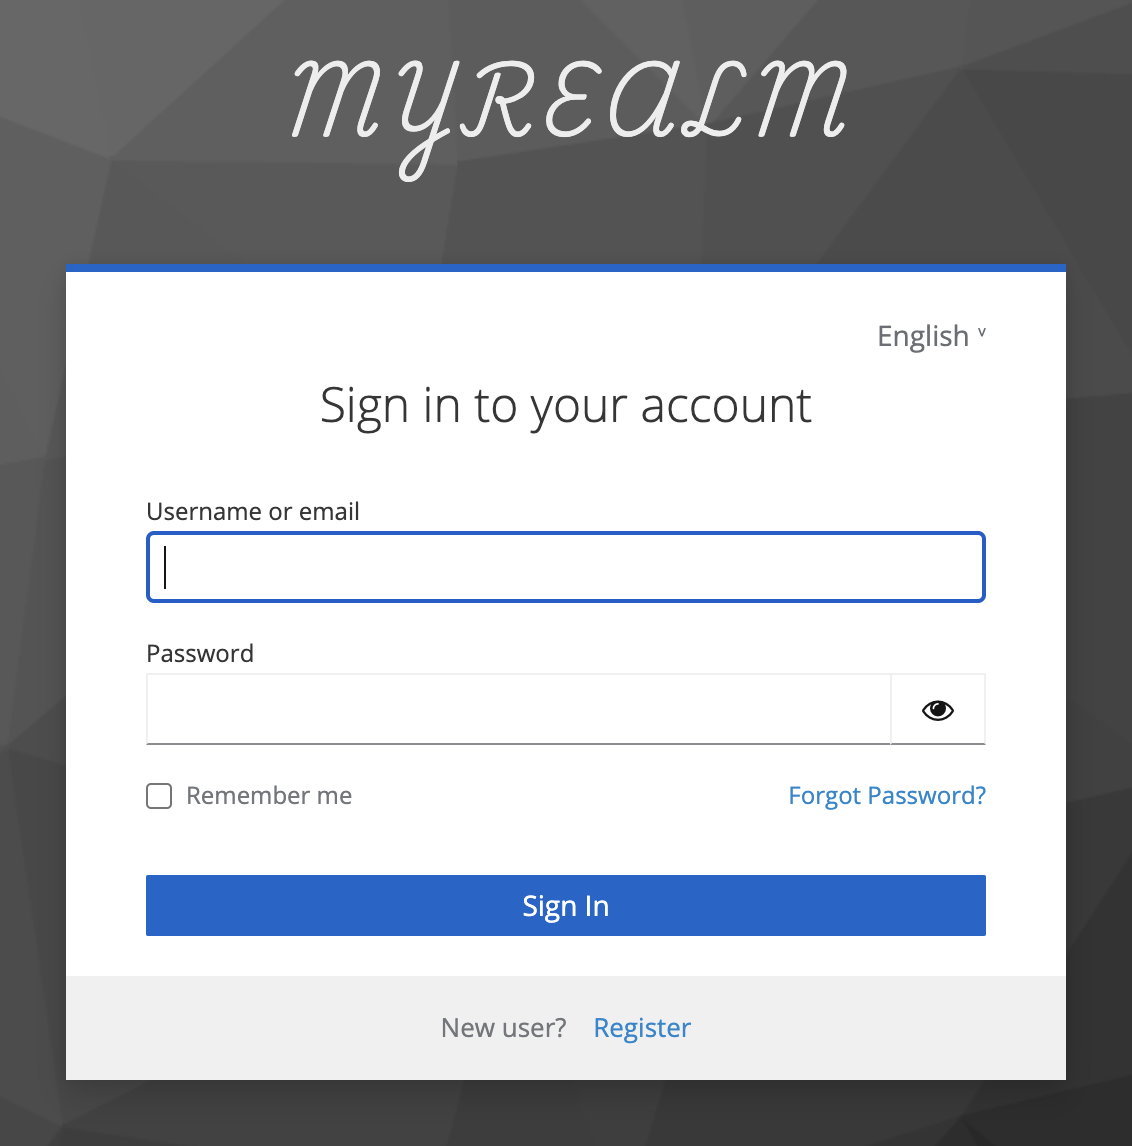 MYREALM
English v
Sign in to your account
Username or email
Password
Remember me
Forgot Password?
Sign In
New user? Register